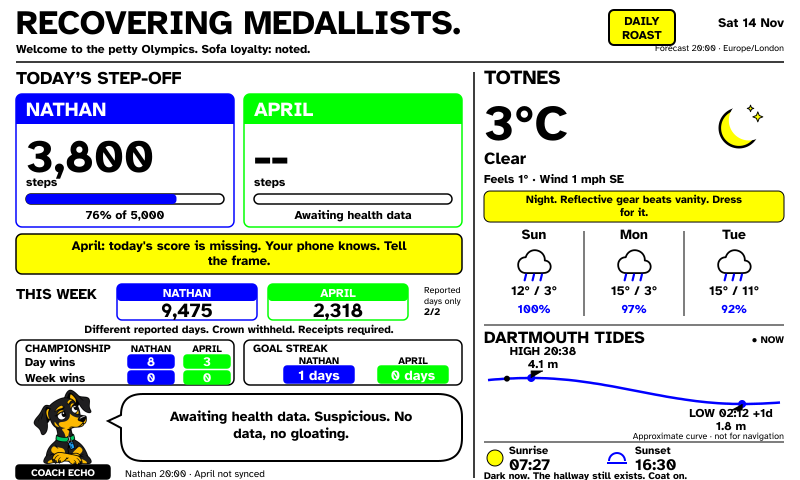 RECOVERING MEDALLISTS.
Welcome to the petty Olympics. Sofa loyalty: noted.
DAILY
ROAST
Sat 14 Nov
Forecast 20:00 · Europe/London
TODAY'S STEP-OFF
NATHAN
3,800
steps
76% of 5,000
APRIL
--
steps
Awaiting health data
April: today's score is missing. Your phone knows. Tell
the frame.
THIS WEEK
NATHAN
9,475
APRIL
2,318
Reported
days only
2/2
Different reported days. Crown withheld. Receipts required.
CHAMPIONSHIP NATHAN APRIL
Day wins 8 3
Week wins 0 0
GOAL STREAK
NATHAN APRIL
1 days 0 days
Awaiting health data. Suspicious. No
data, no gloating.
COACH ECHO
Nathan 20:00 · April not synced
TOTNES
3°C
Clear
Feels 1° · Wind 1 mph SE
Night. Reflective gear beats vanity. Dress
for it.
Sun Mon Tue
12° / 3° 15° / 3° 15° / 11°
100% 97% 92%
DARTMOUTH TIDES
• NOW
HIGH 20:38
4.1 m
LOW 02:12 +1d
1.8 m
Approximate curve · not for navigation
Sunrise
07:27
Sunset
16:30
Dark now. The hallway still exists. Coat on.